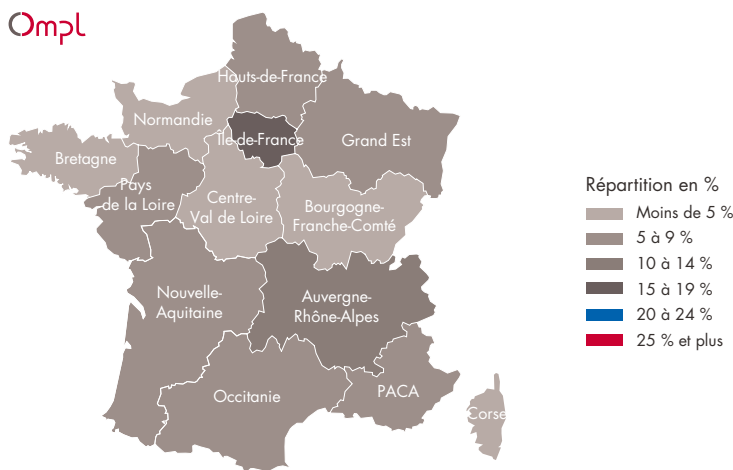 Ompl
Hauts-de-France
Normandie
Île-de-France
Grand Est
Bretagne
Pays
de la Loire
Centre-
Val de Loire
Bourgogne-
Franche-Comté
Nouvelle-
Aquitaine
Auvergne-
Rhône-Alpes
Occitanie
PACA
Corse
Répartition en %
Moins de 5 %
5 à 9 %
10 à 14 %
15 à 19 %
20 à 24 %
25 % et plus